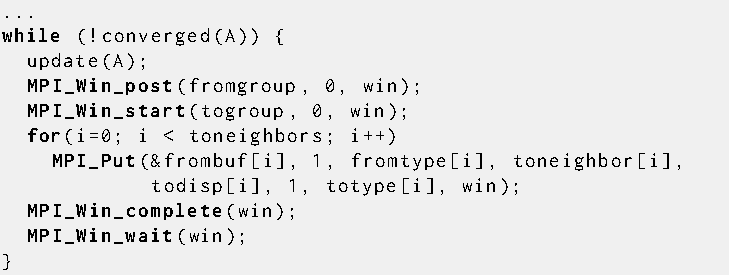 ...
while (!converged(A)) {
  update(A);
  MPI_Win_post(fromgroup, 0, win);
  MPI_Win_start(togroup, 0, win);
  for(i=0; i < toneighbors; i++)
    MPI_Put(&frombuf[i], 1, fromtype[i], toneighbor[i],
            todisp[i], 1, totype[i], win);
  MPI_Win_complete(win);
  MPI_Win_wait(win);
}